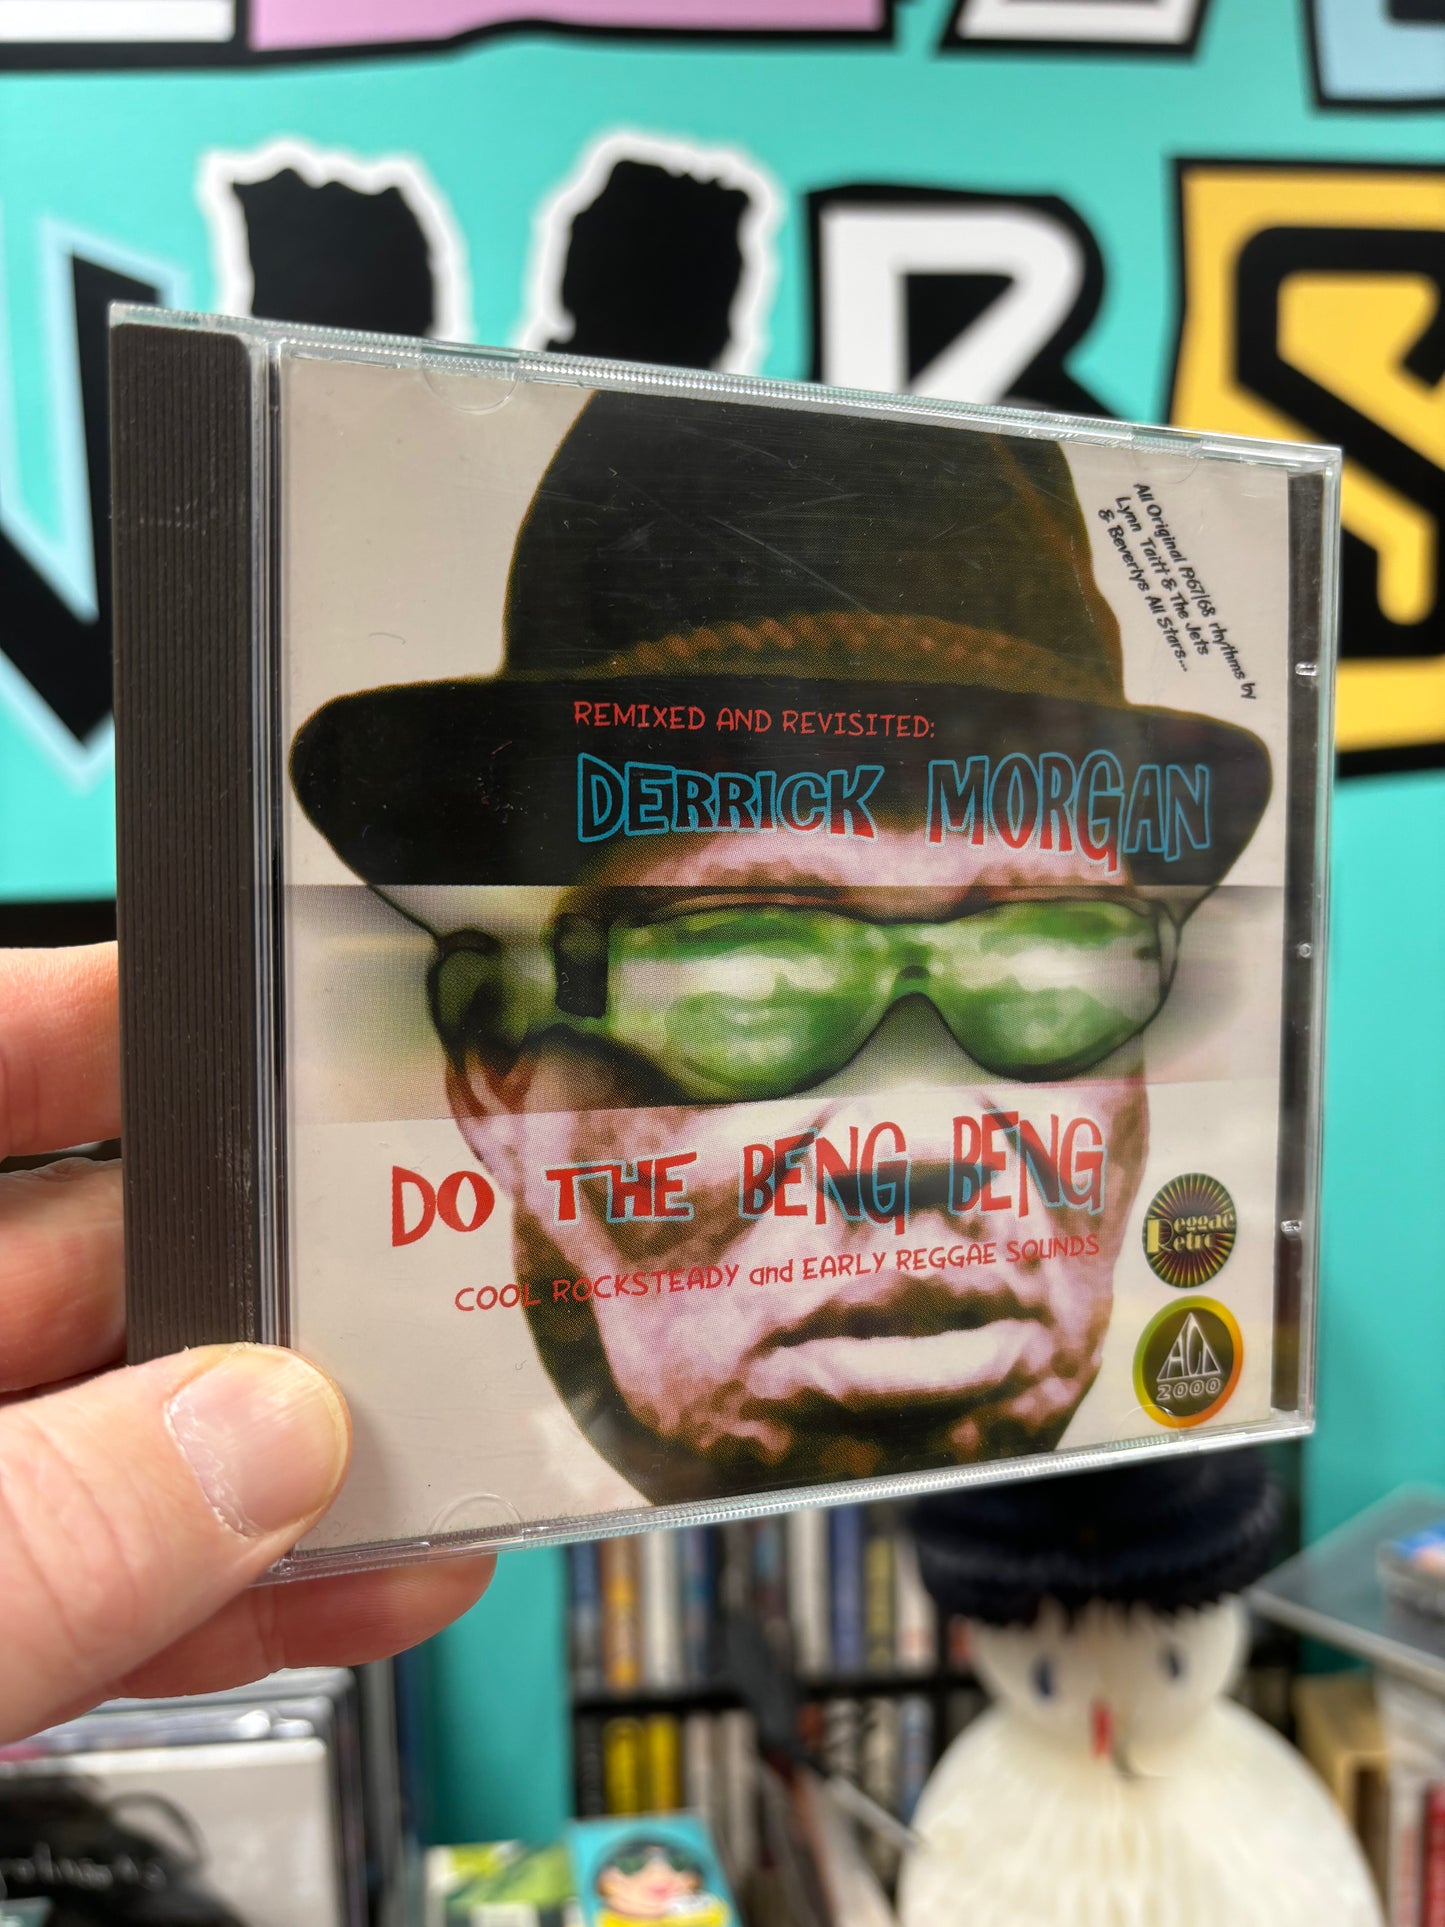 All Original 1967/68 rhythms by
Lynn Taitt & The Jets
& Beverlys All Stars...
REMIXED AND REVISITED:
DERRICK MORGAN
DO THE BENG BENG
COOL ROCKSTEADY and EARLY REGGAE SOUNDS
Reggae
Retro
ACD
2000